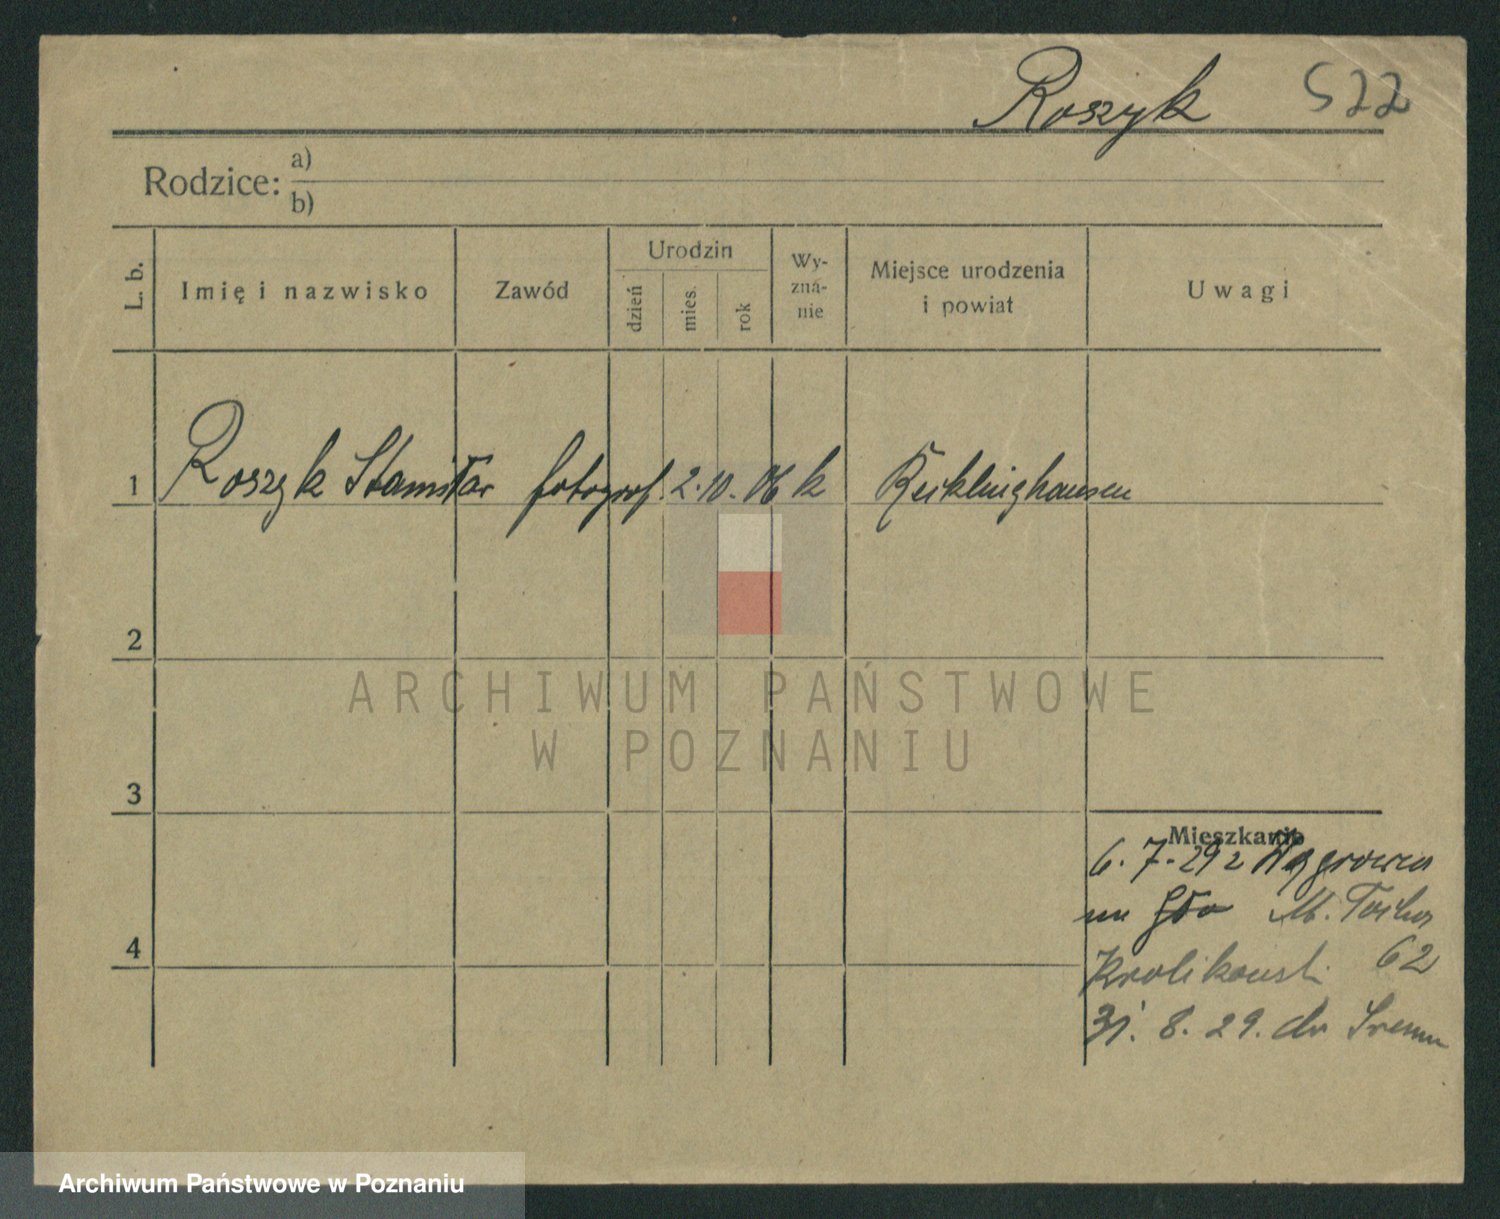 Roszyk 522
Rodzice: a)
b)
L. b. Imię i nazwisko Zawód Urodzin dzień mies. rok Wy-zna-nie Miejsce urodzenia i powiat Uwagi
1 Roszyk Stanisław fotograf. 2. 10. 06 k Recklinghausen
2
ARCHIWUM PAŃSTWOWE
W POZNANIU
3
Mieszkanie
6. 7. 29 z Wągrowca
M.
4
Krolikowski 62
31. 8. 29. do Śremu
Archiwum Państwowe w Poznaniu